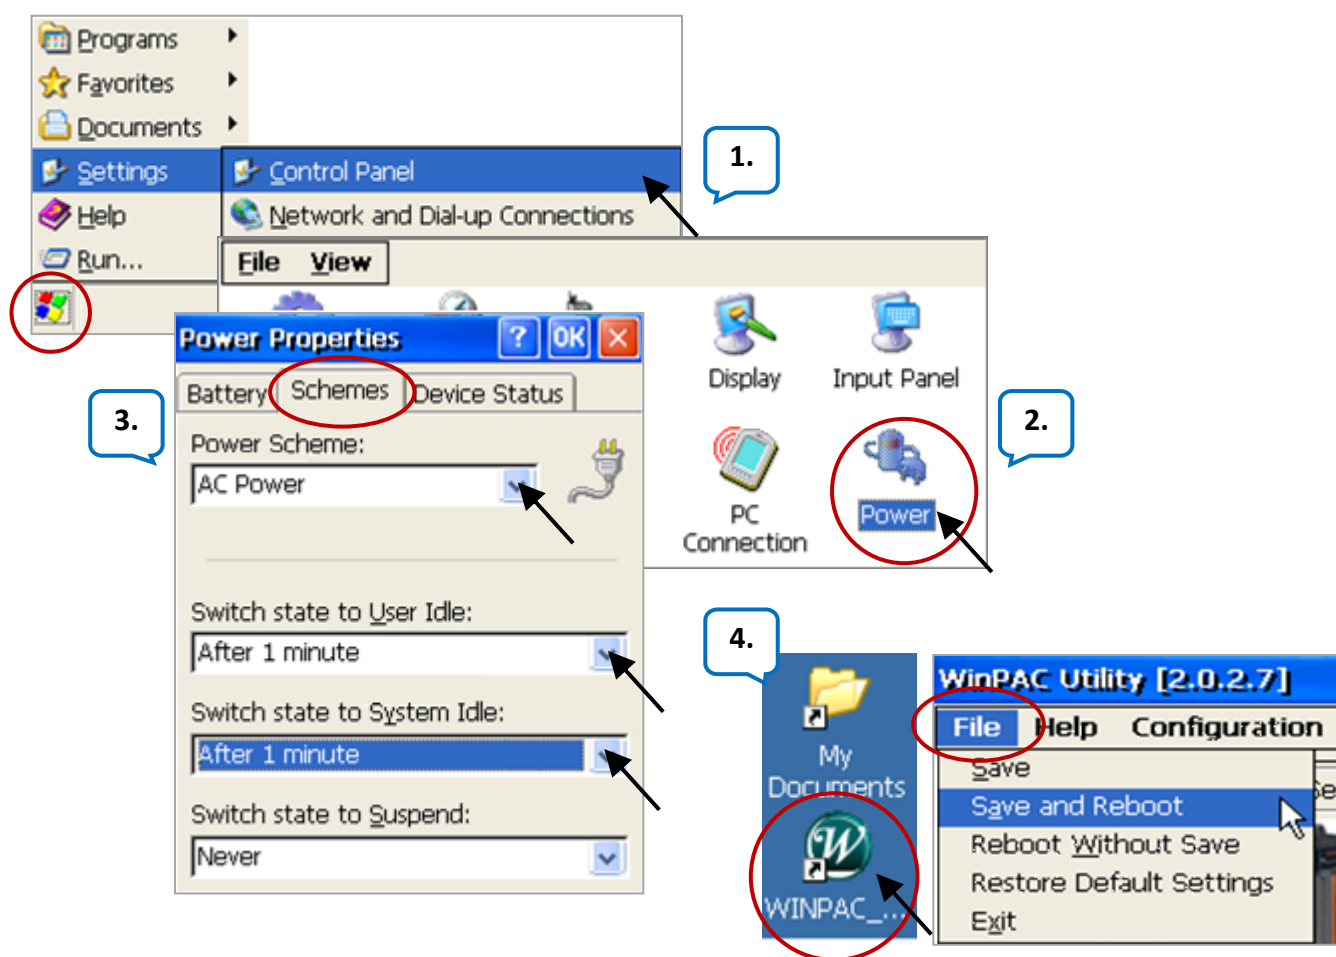 Programs
Favorites
Documents
Settings
Control Panel
1.
Help
Network and Dial-up Connections
Run...
File View
Power Properties ? OK
Display
Input Panel
Battery Schemes Device Status
3.
2.
Power Scheme:
AC Power
PC
Connection
Power
Switch state to User Idle:
After 1 minute
Switch state to System Idle:
After 1 minute
Switch state to Suspend:
Never
4.
My
Documents
WINPAC_...
WinPAC Utility [2.0.2.7]
File Help Configuration
Save
Save and Reboot
Reboot Without Save
Restore Default Settings
Exit